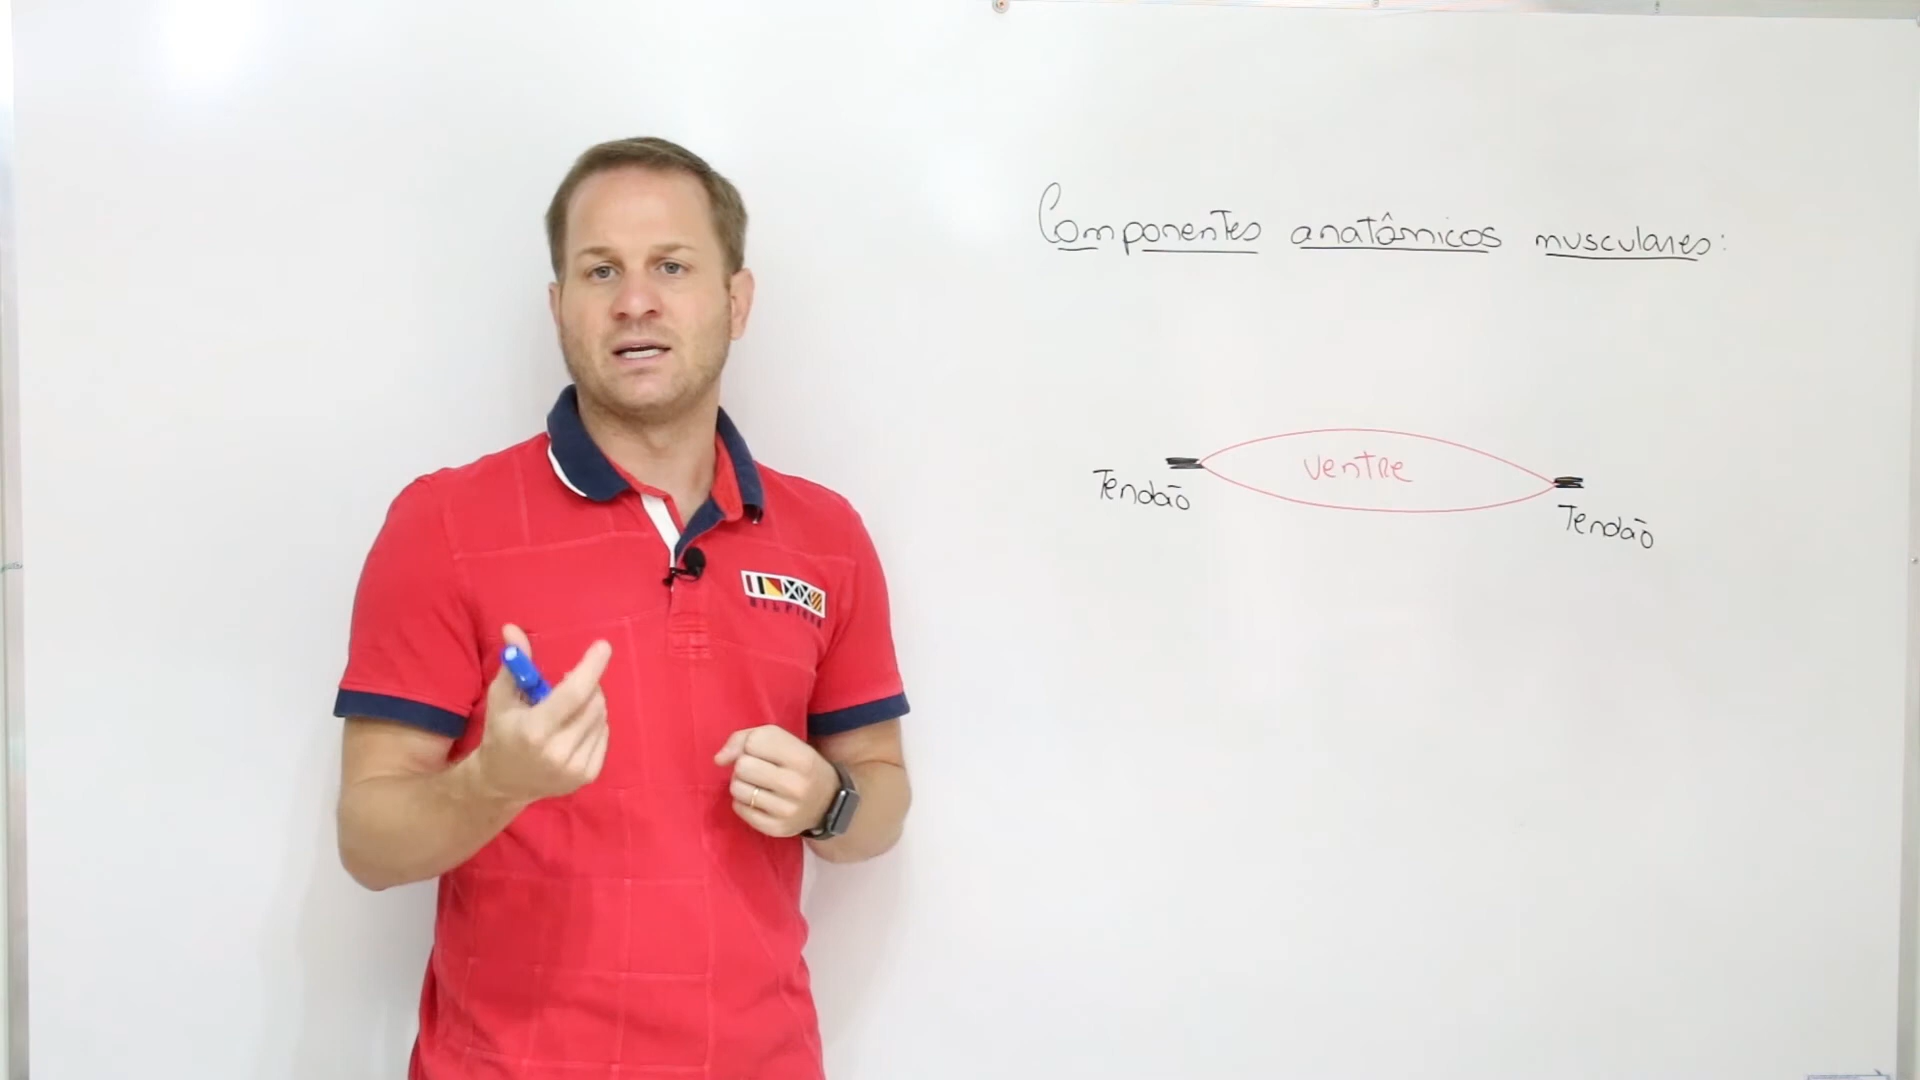 Componentes anatômicos musculares:
ventre
Tendão
Tendão